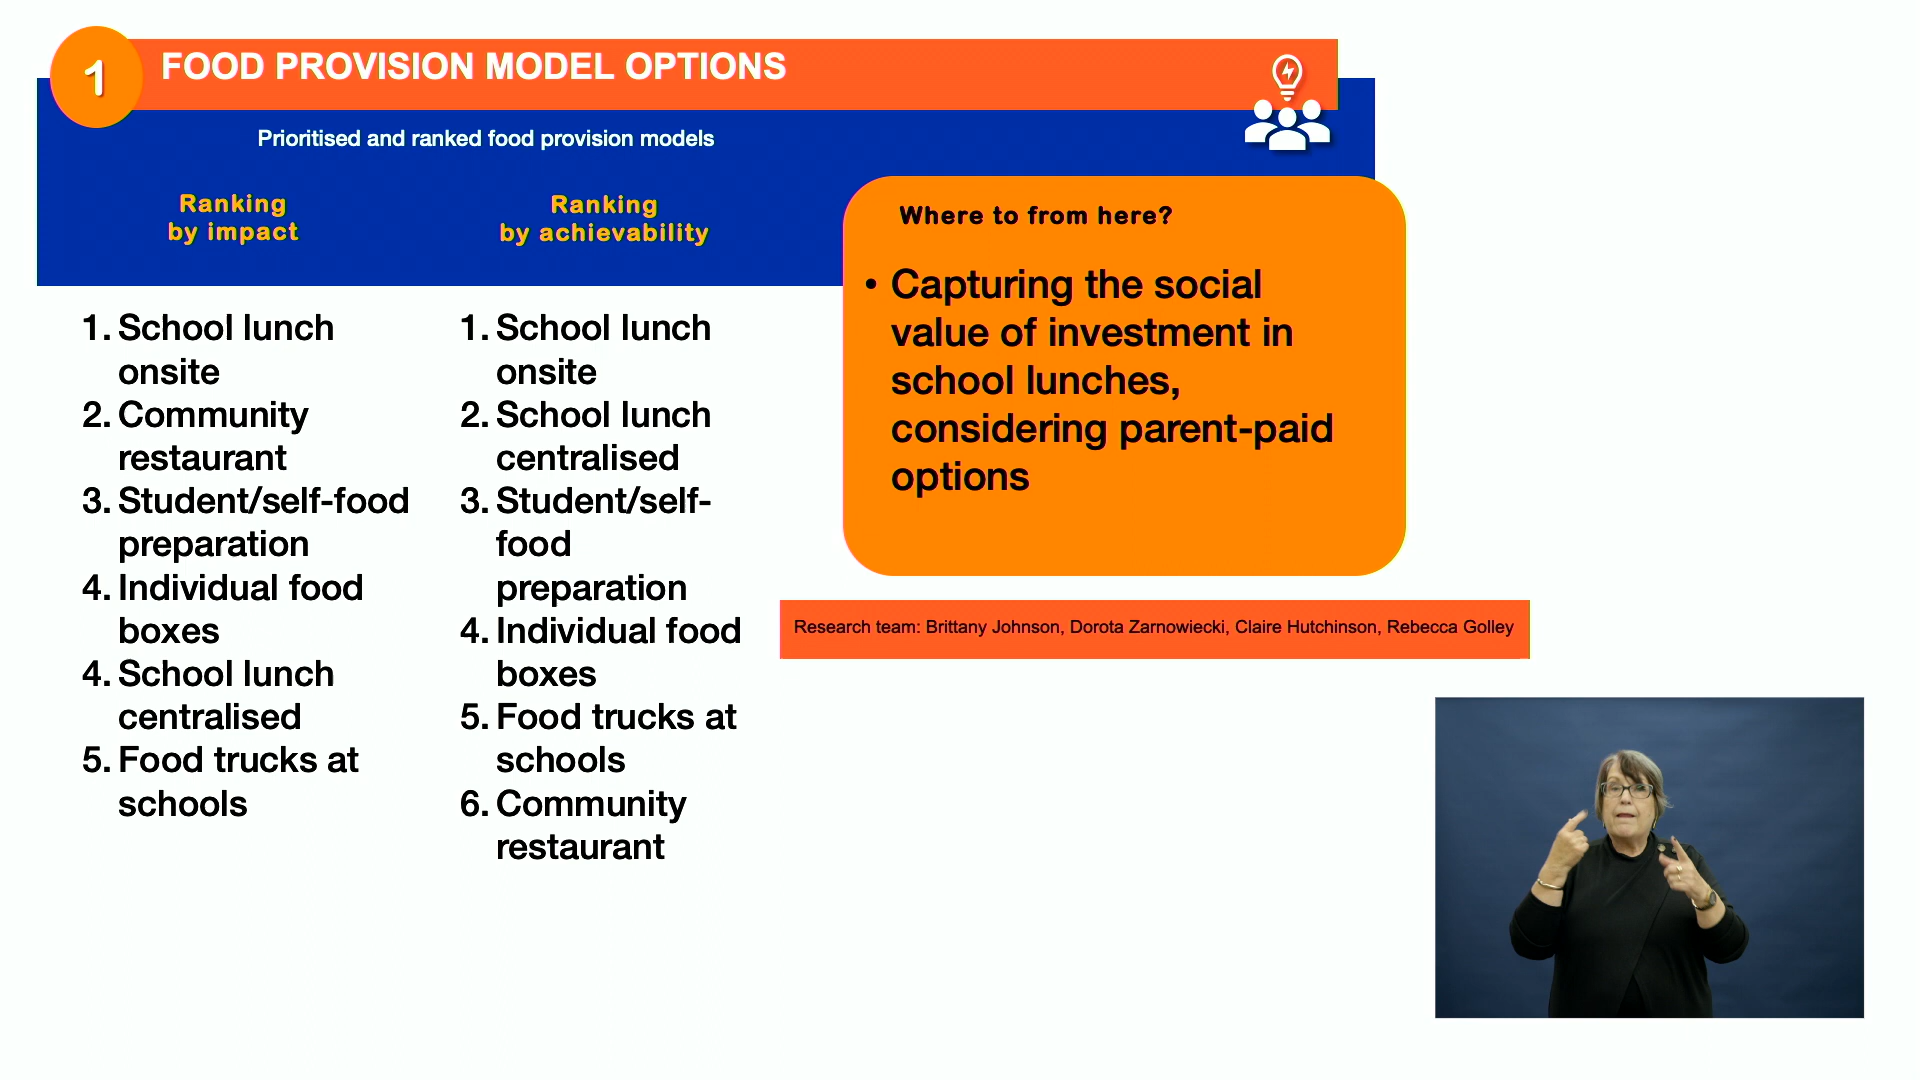 1
FOOD PROVISION MODEL OPTIONS
Prioritised and ranked food provision models
Ranking
by impact
1. School lunch
onsite
2. Community
restaurant
3. Student/self-food
preparation
4. Individual food
boxes
4. School lunch
centralised
5. Food trucks at
schools
Ranking
by achievability
1. School lunch
onsite
2. School lunch
centralised
3. Student/self-
food
preparation
4. Individual food
boxes
5. Food trucks at
schools
6. Community
restaurant
Where to from here?
• Capturing the social
value of investment in
school lunches,
considering parent-paid
options
Research team: Brittany Johnson, Dorota Zarnowiecki, Claire Hutchinson, Rebecca Golley